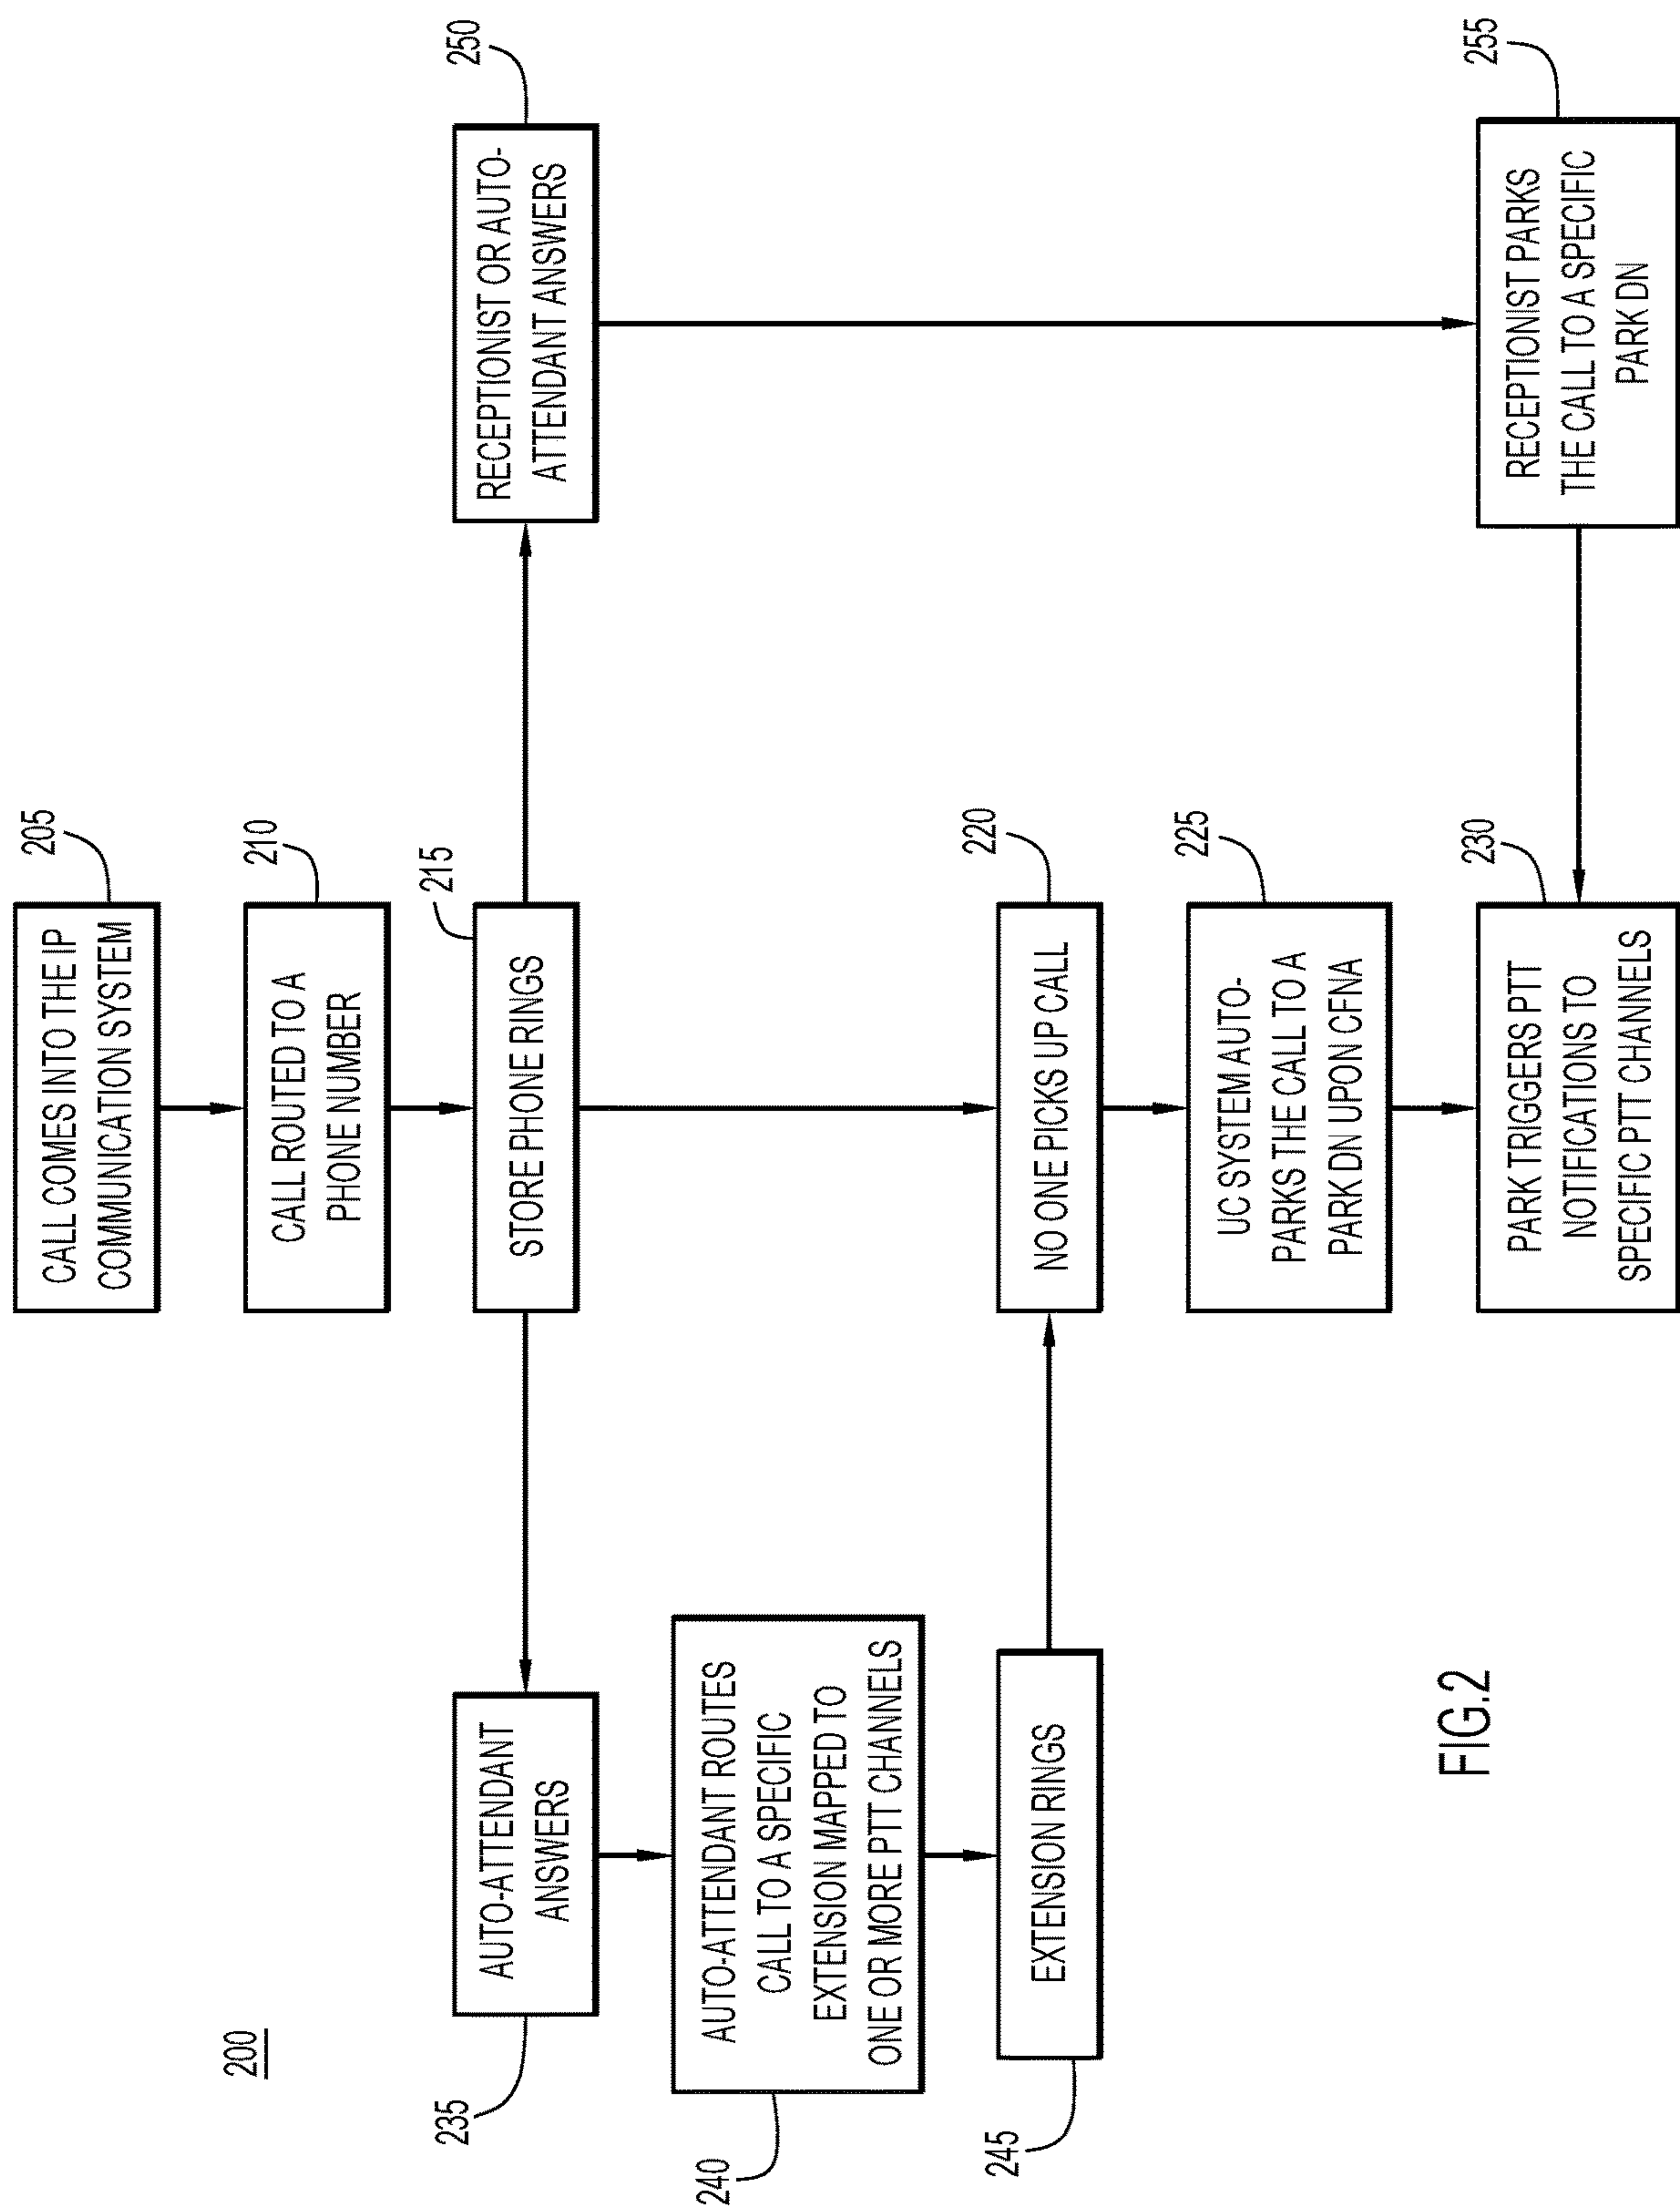 200
205
CALL COMES INTO THE IP
COMMUNICATION SYSTEM
210
CALL ROUTED TO A
PHONE NUMBER
215
STORE PHONE RINGS
235
AUTO-ATTENDANT
ANSWERS
250
RECEPTIONIST OR AUTO-
ATTENDANT ANSWERS
240
AUTO-ATTENDANT ROUTES
CALL TO A SPECIFIC
EXTENSION MAPPED TO
ONE OR MORE PTT CHANNELS
245
EXTENSION RINGS
220
NO ONE PICKS UP CALL
225
UC SYSTEM AUTO-
PARKS THE CALL TO A
PARK DN UPON CFNA
230
PARK TRIGGERS PTT
NOTIFICATIONS TO
SPECIFIC PTT CHANNELS
255
RECEPTIONIST PARKS
THE CALL TO A SPECIFIC
PARK DN
FIG.2